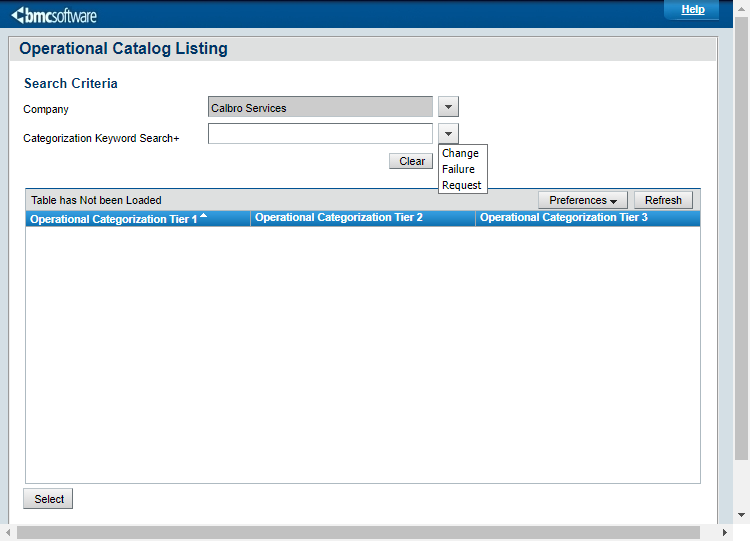 bmcsoftware
Help
Operational Catalog Listing
Search Criteria
Company
Calbro Services
Categorization Keyword Search+
Clear
Change
Failure
Request
Table has Not been Loaded
Preferences
Refresh
Operational Categorization Tier 1
Operational Categorization Tier 2
Operational Categorization Tier 3
Select